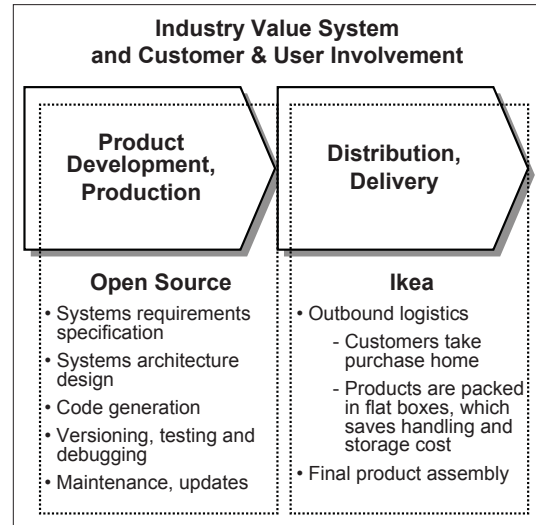 Industry Value System
and Customer & User Involvement
Product
Development,
Production
Distribution,
Delivery
Open Source
• Systems requirements
specification
• Systems architecture
design
• Code generation
• Versioning, testing and
debugging
• Maintenance, updates
Ikea
• Outbound logistics
- Customers take
purchase home
- Products are packed
in flat boxes, which
saves handling and
storage cost
• Final product assembly